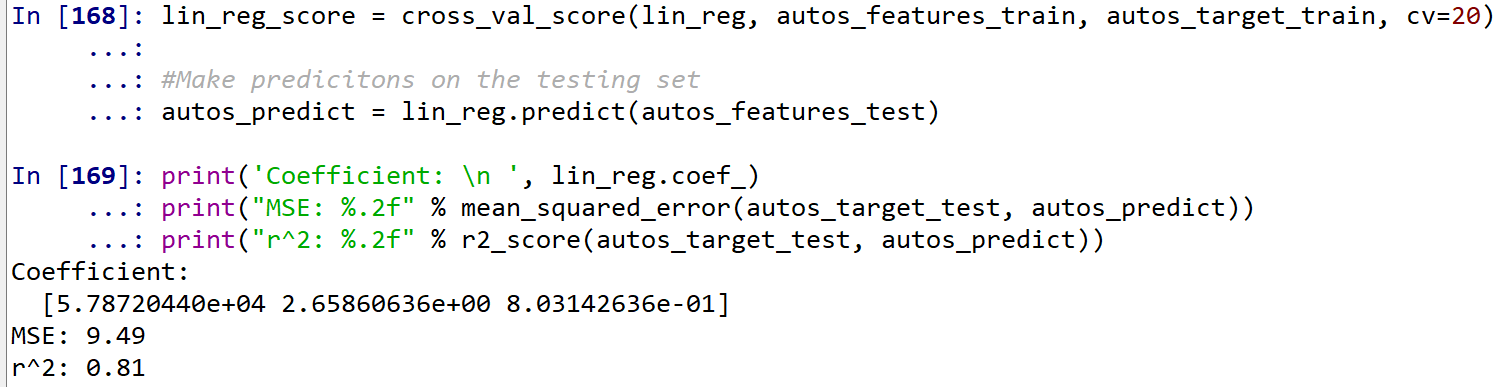 In [168]: lin_reg_score = cross_val_score(lin_reg, autos_features_train, autos_target_train, cv=20)
...:
...: #Make predicitons on the testing set
...: autos_predict = lin_reg.predict(autos_features_test)
In [169]: print('Coefficient: \n ', lin_reg.coef_)
...: print("MSE: %.2f" % mean_squared_error(autos_target_test, autos_predict))
...: print("r^2: %.2f" % r2_score(autos_target_test, autos_predict))
Coefficient:
[5.78720440e+04 2.65860636e+00 8.03142636e-01]
MSE: 9.49
r^2: 0.81